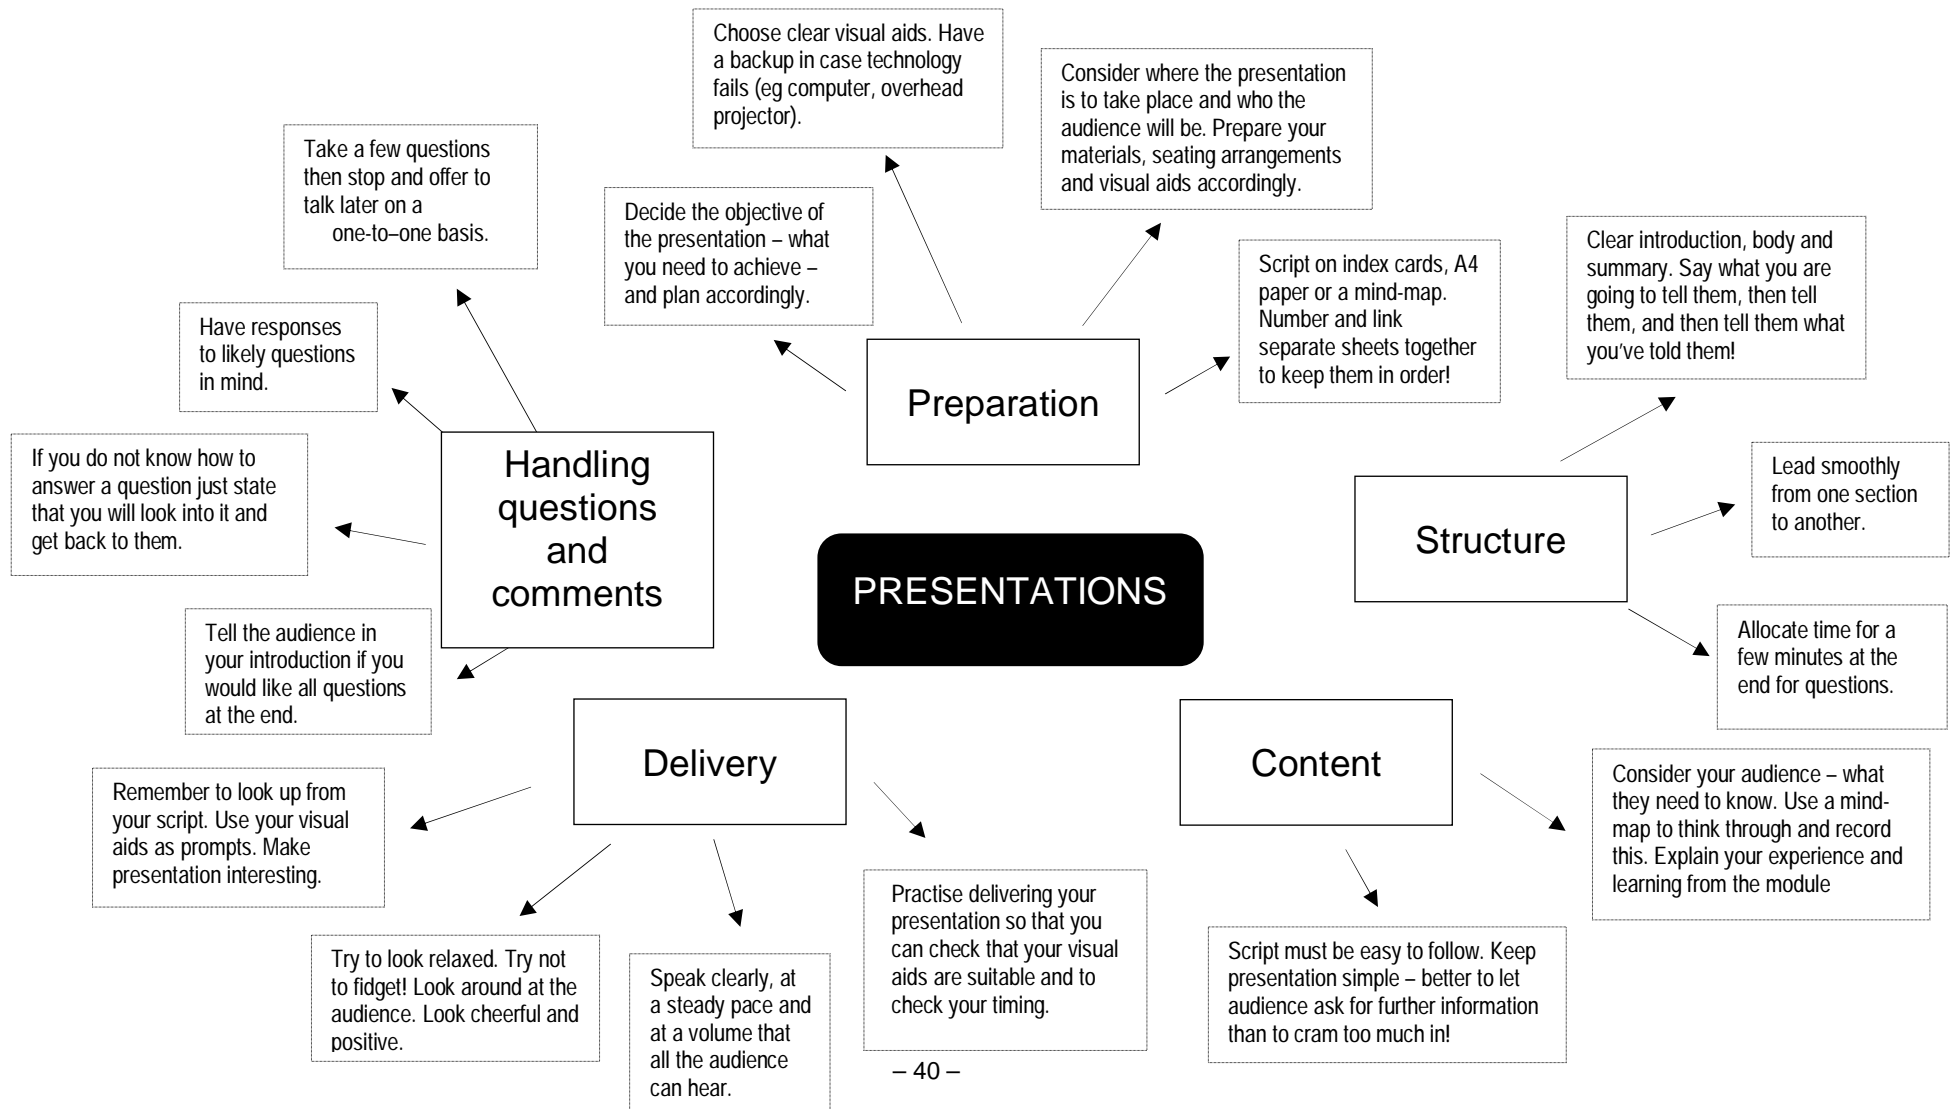 Choose clear visual aids. Have
a backup in case technology
fails (eg computer, overhead
projector).
Consider where the presentation
is to take place and who the
audience will be. Prepare your
materials, seating arrangements
and visual aids accordingly.
Take a few questions
then stop and offer to
talk later on a
one-to–one basis.
Decide the objective of
the presentation – what
you need to achieve –
and plan accordingly.
Script on index cards, A4
paper or a mind-map.
Number and link
separate sheets together
to keep them in order!
Clear introduction, body and
summary. Say what you are
going to tell them, then tell
them, and then tell them what
you've told them!
Have responses
to likely questions
in mind.
Preparation
If you do not know how to
answer a question just state
that you will look into it and
get back to them.
Handling
questions
and
comments
Lead smoothly
from one section
to another.
Structure
PRESENTATIONS
Tell the audience in
your introduction if you
would like all questions
at the end.
Allocate time for a
few minutes at the
end for questions.
Delivery
Content
Remember to look up from
your script. Use your visual
aids as prompts. Make
presentation interesting.
Consider your audience – what
they need to know. Use a mind-
map to think through and record
this. Explain your experience and
learning from the module
Try to look relaxed. Try not
to fidget! Look around at the
audience. Look cheerful and
positive.
Speak clearly, at
a steady pace and
at a volume that
all the audience
can hear.
Practise delivering your
presentation so that you
can check that your visual
aids are suitable and to
check your timing.
Script must be easy to follow. Keep
presentation simple – better to let
audience ask for further information
than to cram too much in!
– 40 –